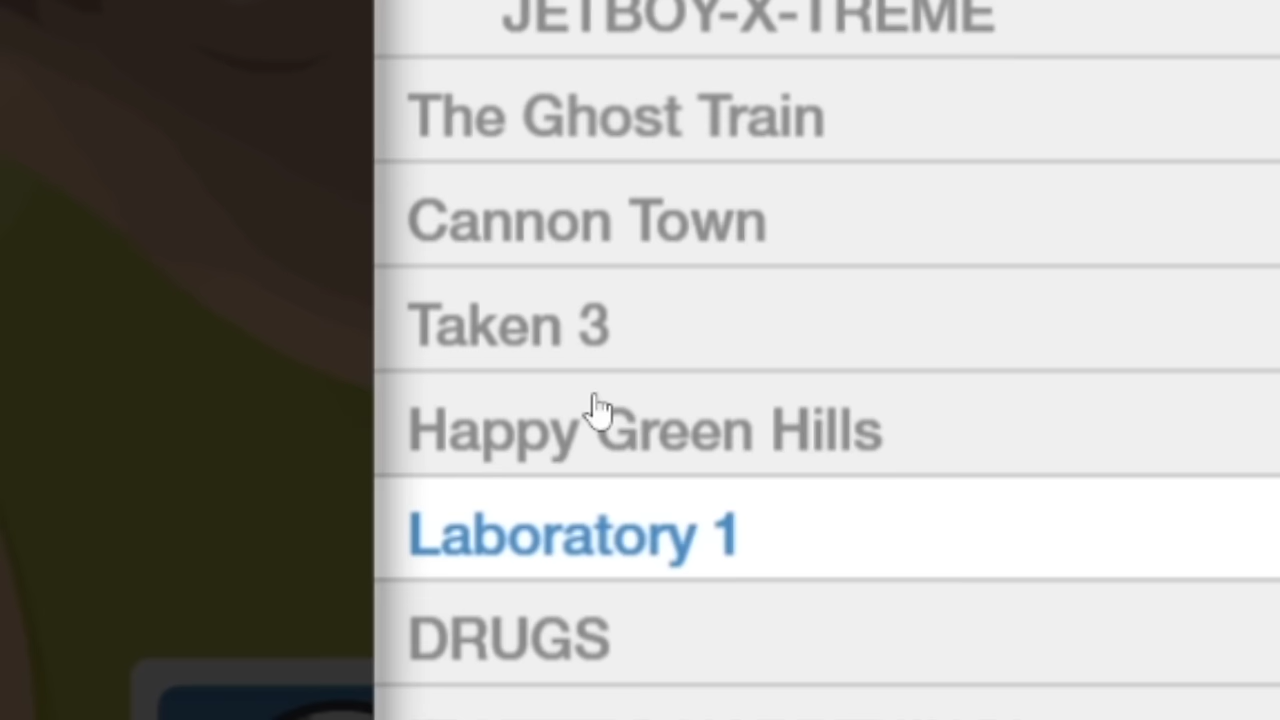 JETBOY-X-TREME
The Ghost Train
Cannon Town
Taken 3
Happy Green Hills
Laboratory 1
DRUGS